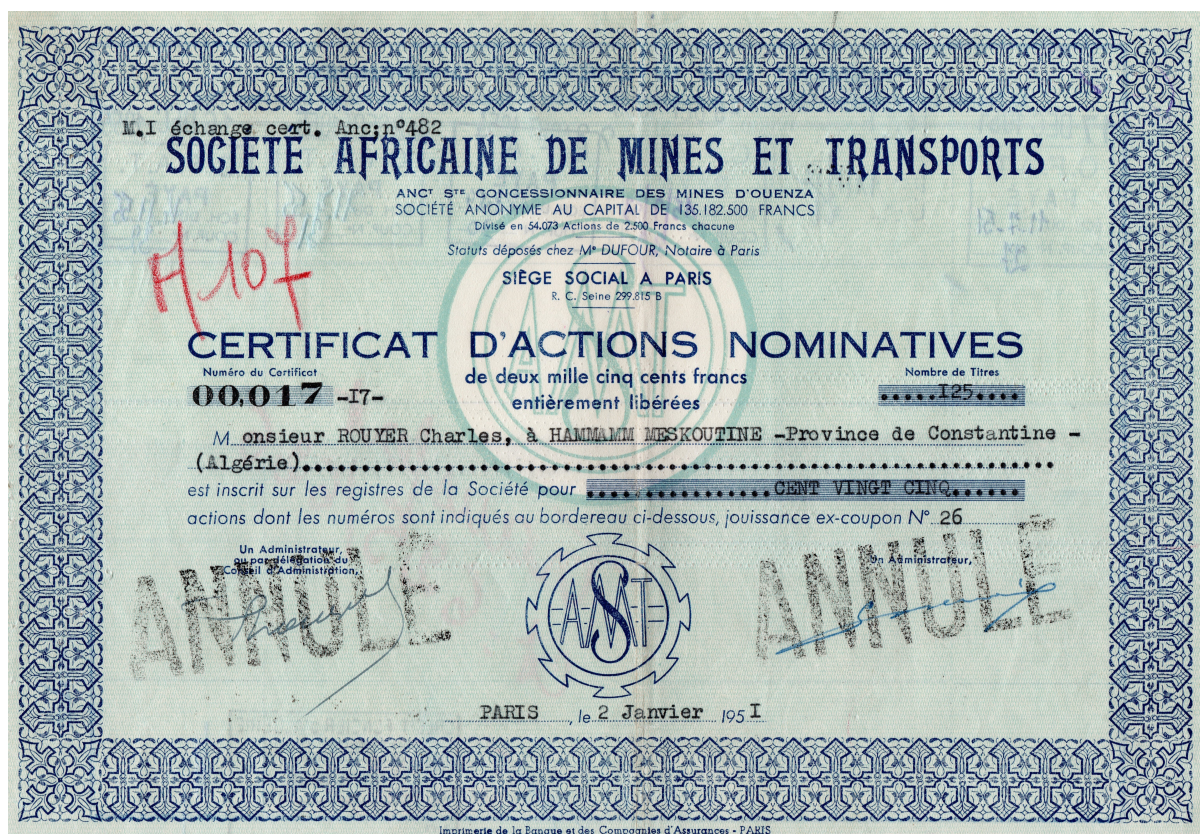 M.I échange cert. Anc;n°482
SOCIÉTÉ AFRICAINE DE MINES ET TRANSPORTS
ANCT STE CONCESSIONNAIRE DES MINES D'OUENZA
SOCIÉTÉ ANONYME AU CAPITAL DE 135.182.500 FRANCS
Divisé en 54.073 Actions de 2.500 Francs chacune
Statuts déposés chez Me DUFOUR, Notaire à Paris
SIÈGE SOCIAL A PARIS
R. C. Seine 299.815 B
A 107
CERTIFICAT D'ACTIONS NOMINATIVES
Numéro du Certificat
00,017 -I7-
de deux mille cinq cents francs
entièrement libérées
Nombre de Titres
.....I25....
M onsieur ROUYER Charles, à HAMMAMM MESKOUTINE -Province de Constantine -
(Algérie)
est inscrit sur les registres de la Société pour CENT VINGT CINQ
actions dont les numéros sont indiqués au bordereau ci-dessous, jouissance ex-coupon N° 26
Un Administrateur,
ou par délégation du
Conseil d'Administration,
ANNULÉ
ASMT
Un Administrateur,
ANNULÉ
PARIS, le 2 Janvier 195I
Imprimerie de la Banque et des Compagnies d'Assurances - PARIS